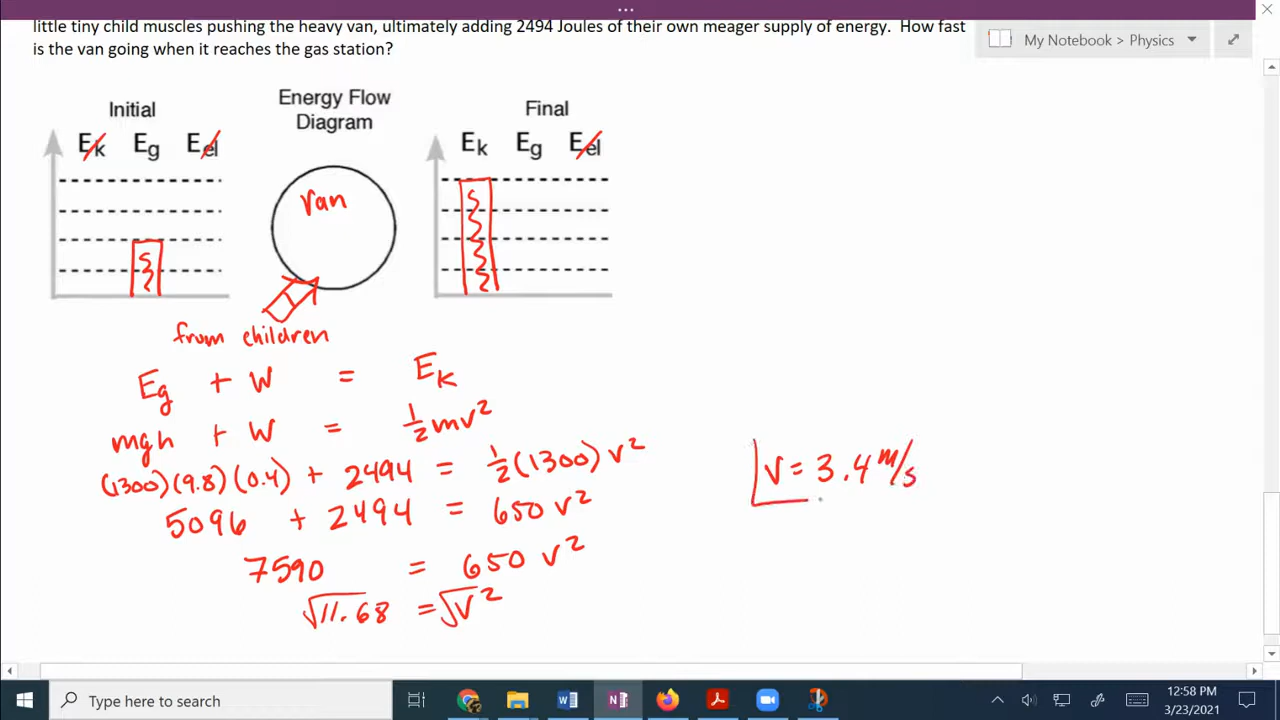 little tiny child muscles pushing the heavy van, ultimately adding 2494 Joules of their own meager supply of energy. How fast
is the van going when it reaches the gas station?
My Notebook > Physics
Initial
Ek Eg Eel
Energy Flow
Diagram
van
from children
Final
Ek Eg Eel
Eg + W = Ek
mgh + W = ½mv²
(1300)(9.8)(0.4) + 2494 = ½(1300)v²
5096 + 2494 = 650 v²
7590 = 650 v²
√11.68 = √v²
v = 3.4 m/s
Type here to search
12:58 PM
3/23/2021